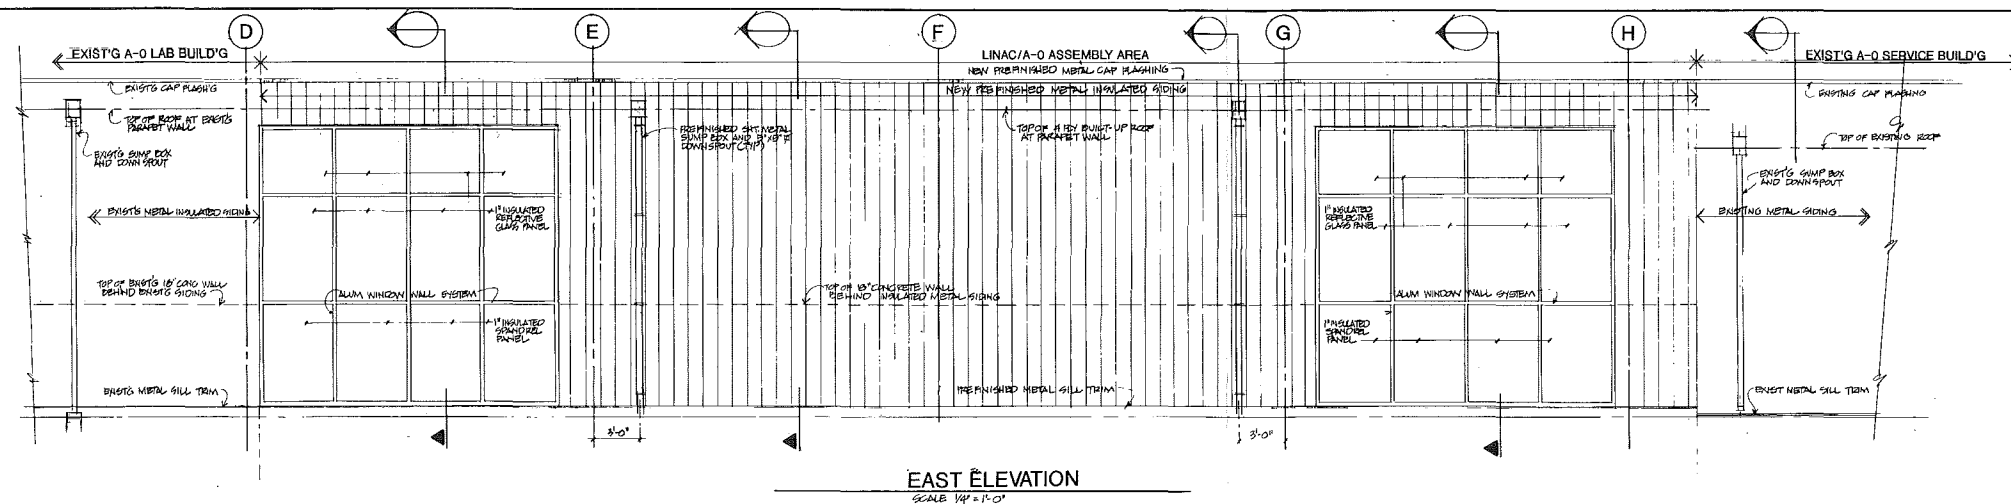 D
E
F
G
H
EXIST'G A-0 LAB BUILD'G
LINAC/A-0 ASSEMBLY AREA
EXIST'G A-0 SERVICE BUILD'G
NEW PREFINISHED METAL CAP FLASHING
NEW PREFINISHED METAL INSULATED SIDING
EXIST'G CAP FLASH'G
TOP OF ROOF AT EXIST'G
PARAPET WALL
EXIST'G SUMP BOX
AND DOWN SPOUT
PREFINISHED SHT. METAL
SUMP BOX AND
DOWNSPOUT (TYP)
TOP OF 4 PLY BUILT-UP ROOF
AT PARAPET WALL
EXISTING CAP FLASHING
TOP OF EXISTING ROOF
EXIST'G SUMP BOX
AND DOWNSPOUT
EXIST'G METAL INSULATED SIDING
1" INSULATED
REFLECTIVE
GLASS PANEL
1" INSULATED
REFLECTIVE
GLASS PANEL
EXISTING METAL SIDING
TOP OF EXIST'G 18" CONC WALL
BEHIND EXIST'G SIDING
ALUM WINDOW WALL SYSTEM
TOP OF 18" CONCRETE WALL
BEHIND INSULATED METAL SIDING
ALUM WINDOW WALL SYSTEM
1" INSULATED
SPANDREL
PANEL
1" INSULATED
SPANDREL
PANEL
EXIST'G METAL SILL TRIM
PREFINISHED METAL SILL TRIM
EXIST METAL SILL TRIM
3'-0"
3'-0"
EAST ELEVATION
SCALE 1/4" = 1'-0"